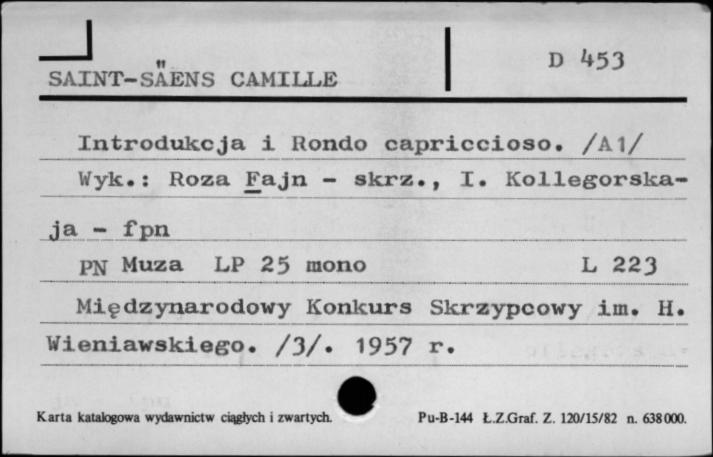 D 453
SAINT-SÄENS CAMILLE
Introdukcja i Rondo capriccioso. /A1/
Wyk.: Roza Fajn - skrz., I. Kollegorska-
ja - fpn
PN Muza LP 25 mono L 223
Międzynarodowy Konkurs Skrzypcowy im. H.
Wieniawskiego. /3/. 1957 r.
Karta katalogowa wydawnictw ciągłych i zwartych. Pu-B-144 Ł.Z.Graf. Z. 120/15/82 n. 638000.